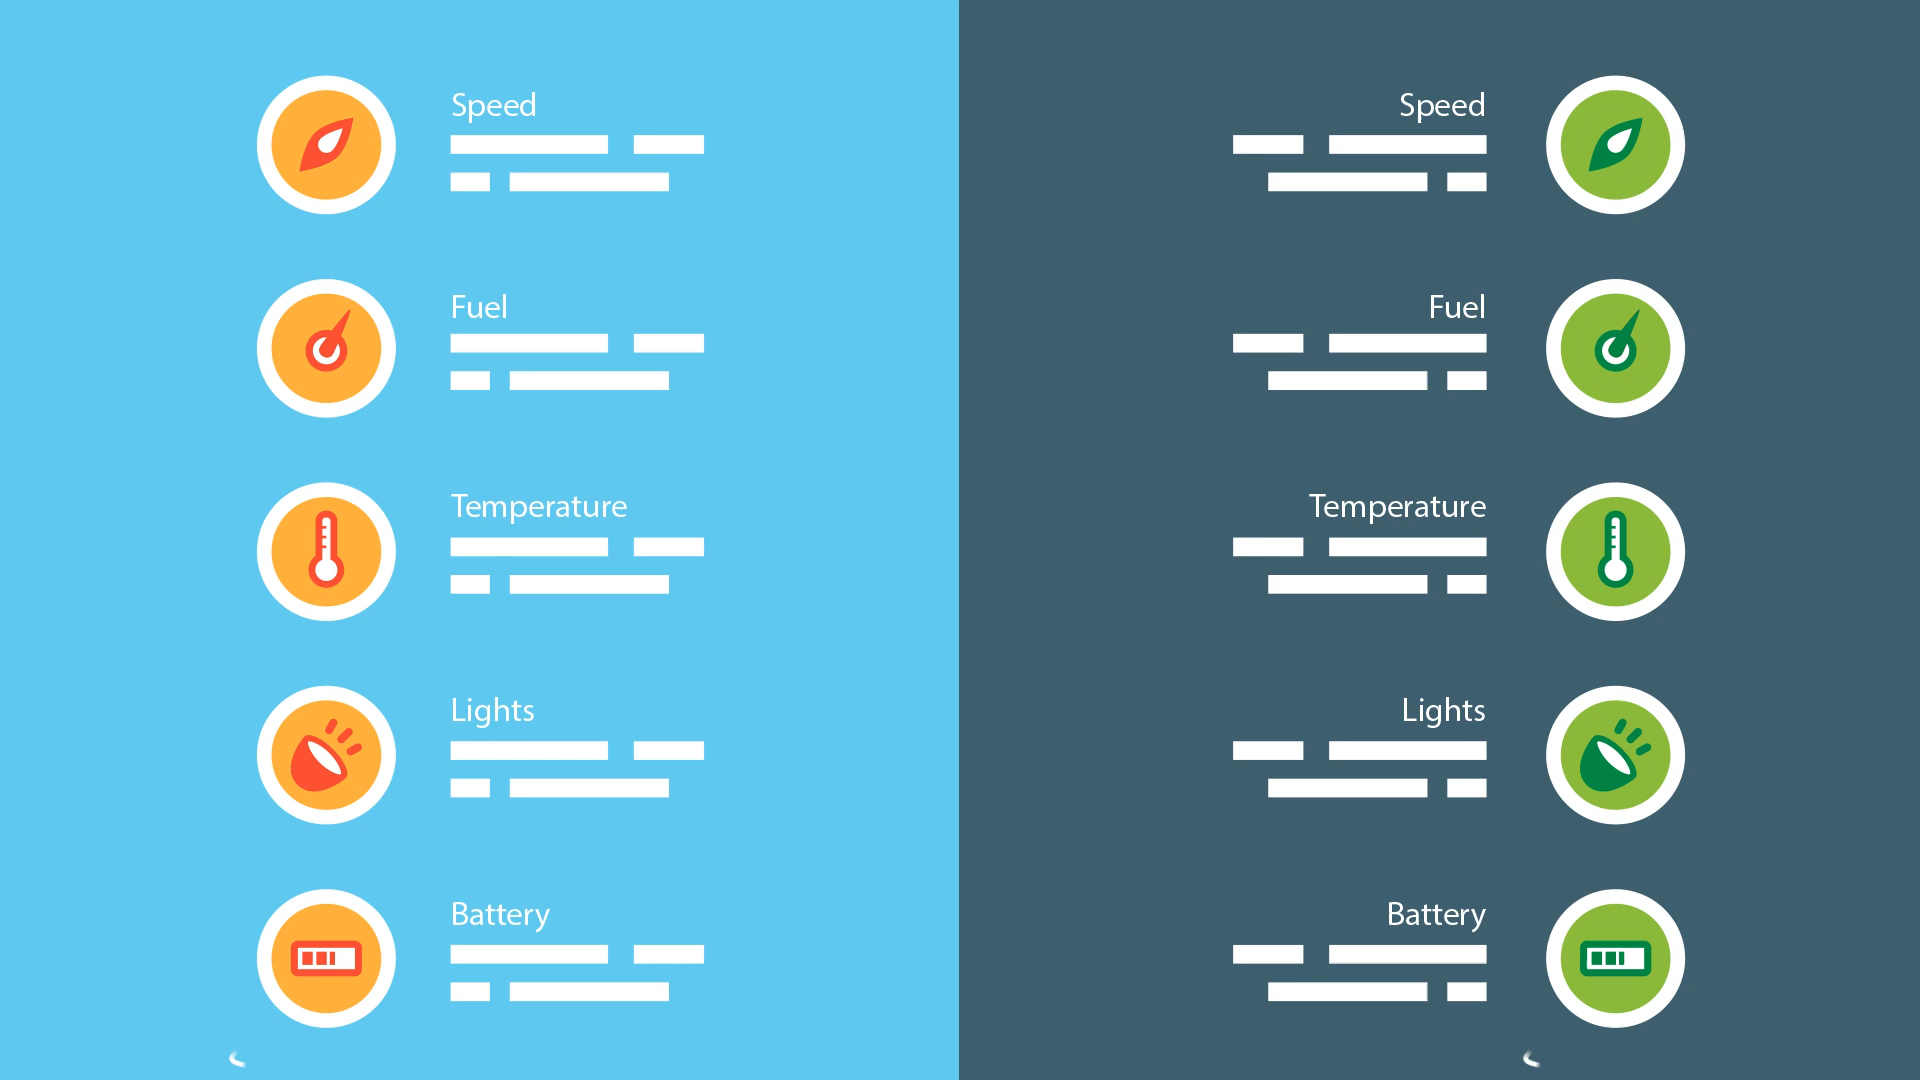 Speed
Fuel
Temperature
Lights
Battery
Speed
Fuel
Temperature
Lights
Battery